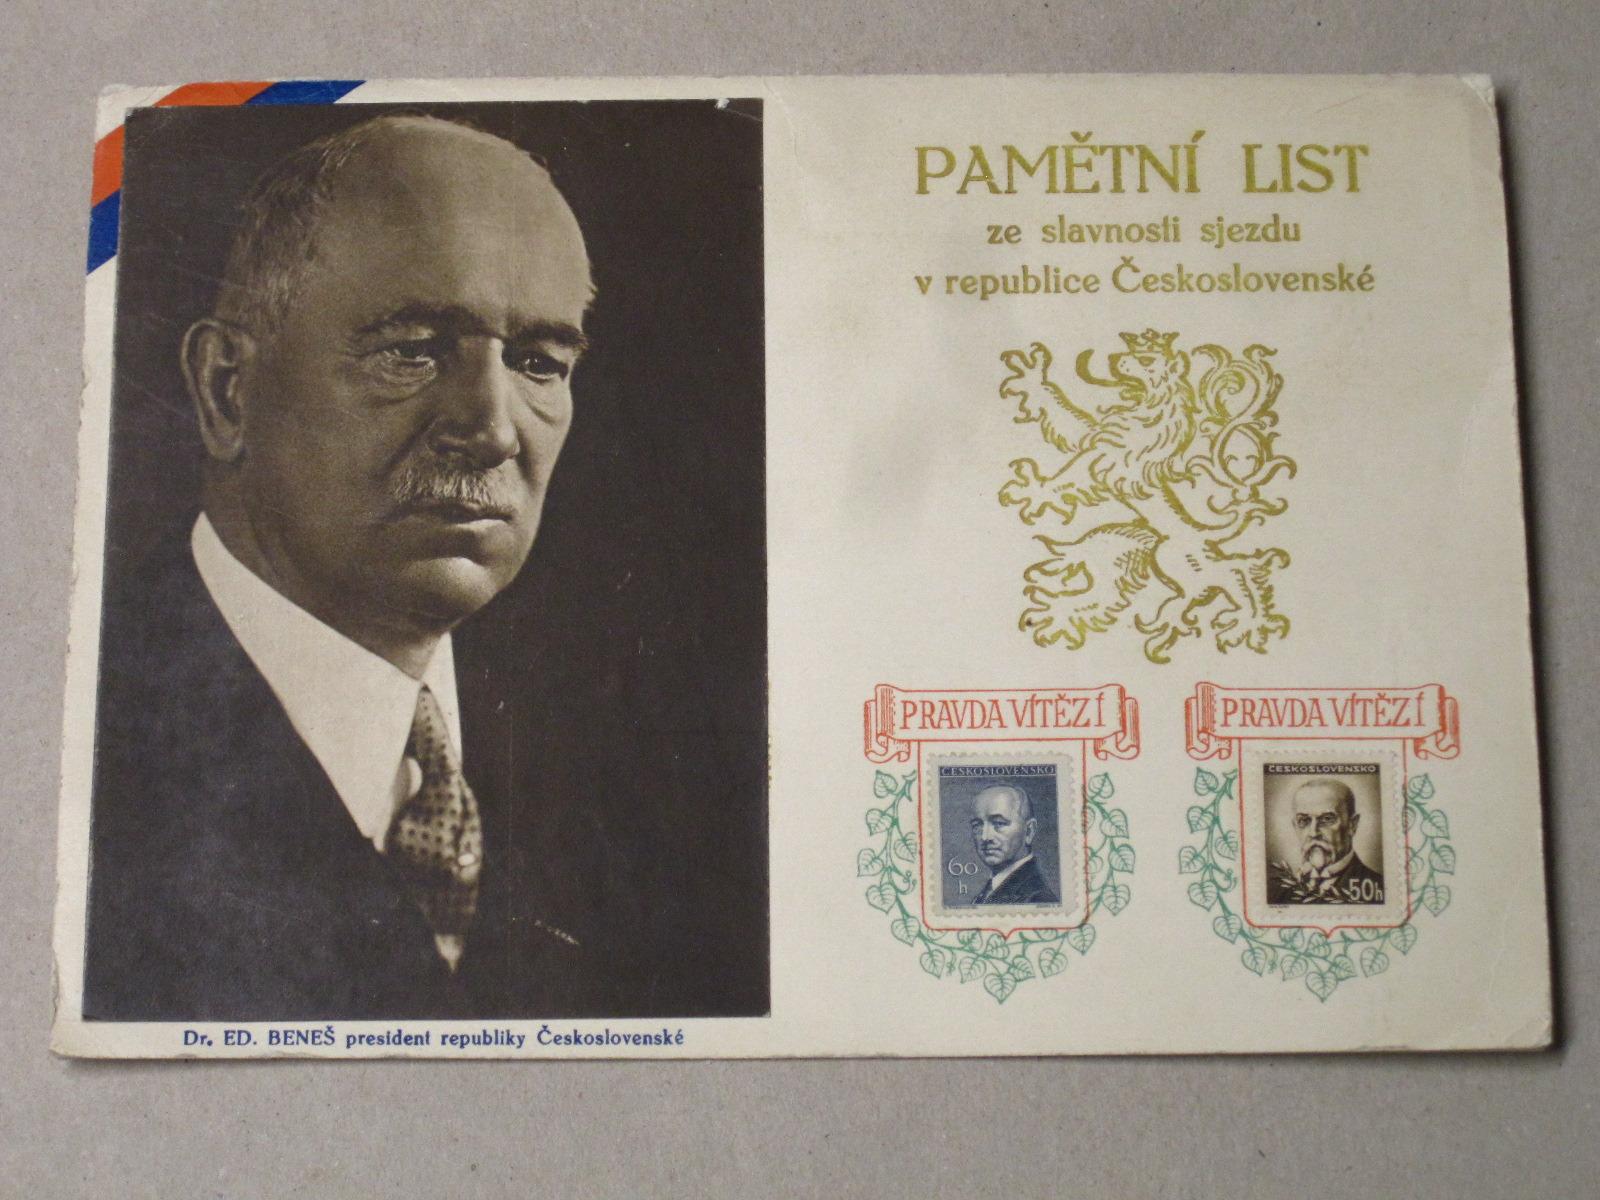 Dr. ED. BENEŠ president republiky Československé
PAMĚTNÍ LIST
ze slavnosti sjezdu
v republice Československé
PRAVDA VÍTĚZÍ
ČESKOSLOVENSKO
60
h
PRAVDA VÍTĚZÍ
ČESKOSLOVENSKO
50h